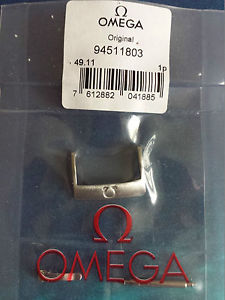 Ω
OMEGA
Original
94511803
49.11 1p
7 612882 041885
Ω
Ω
OMEGA